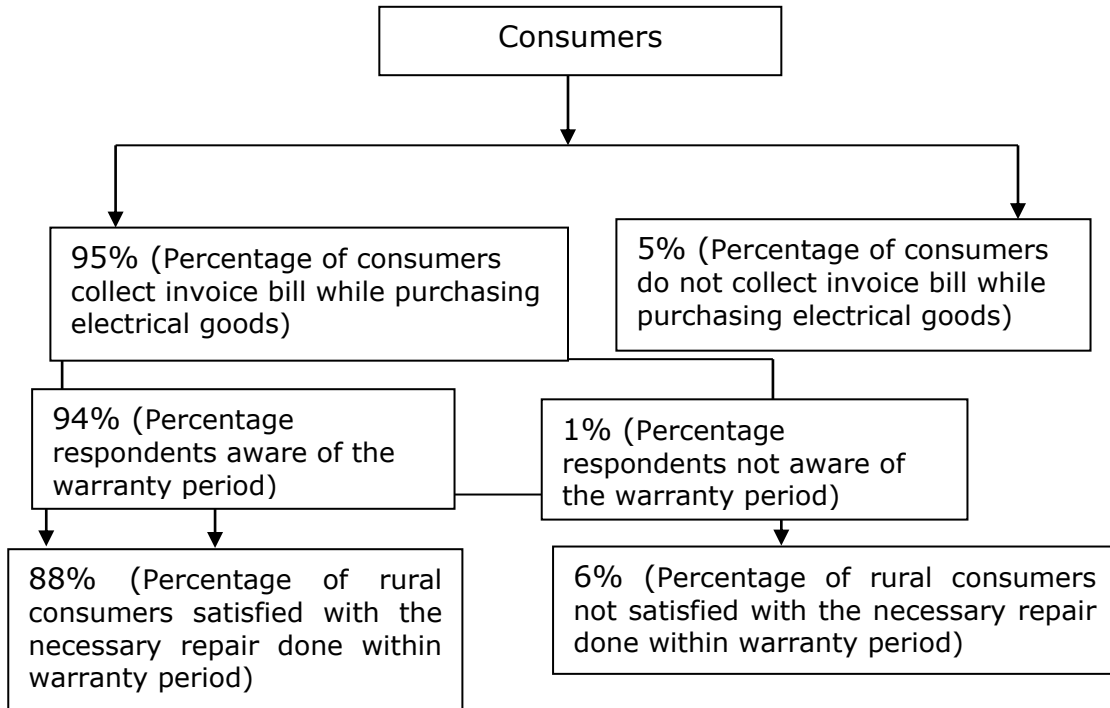 Consumers
95% (Percentage of consumers
collect invoice bill while purchasing
electrical goods)
5% (Percentage of consumers
do not collect invoice bill while
purchasing electrical goods)
94% (Percentage
respondents aware of the
warranty period)
1% (Percentage
respondents not aware of
the warranty period)
88% (Percentage of rural
consumers satisfied with the
necessary repair done within
warranty period)
6% (Percentage of rural consumers
not satisfied with the necessary repair
done within warranty period)